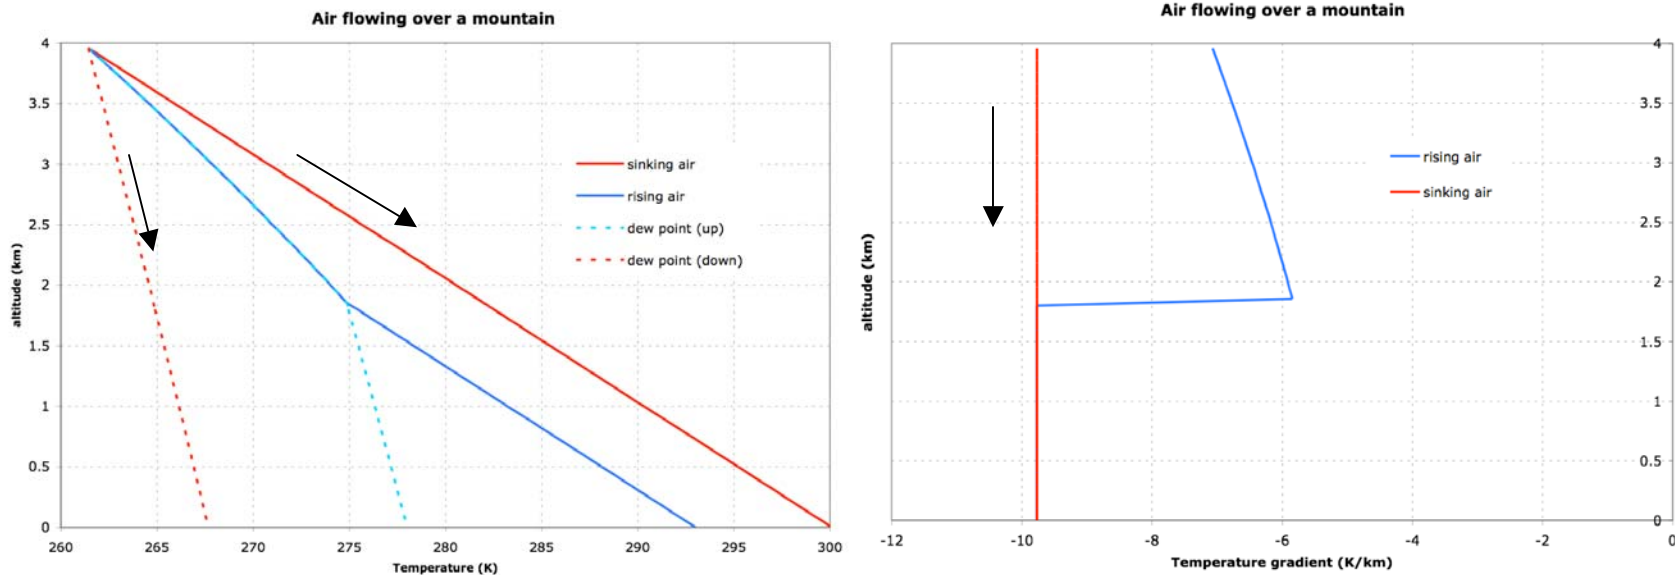 Air flowing over a mountain
4
3.5
3
2.5
2
1.5
1
0.5
0
altitude (km)
260
265
270
275
280
285
290
295
300
Temperature (K)
sinking air
rising air
dew point (up)
dew point (down)
Air flowing over a mountain
4
3.5
3
2.5
2
1.5
1
0.5
0
altitude (km)
-12
-10
-8
-6
-4
-2
0
Temperature gradient (K/km)
rising air
sinking air